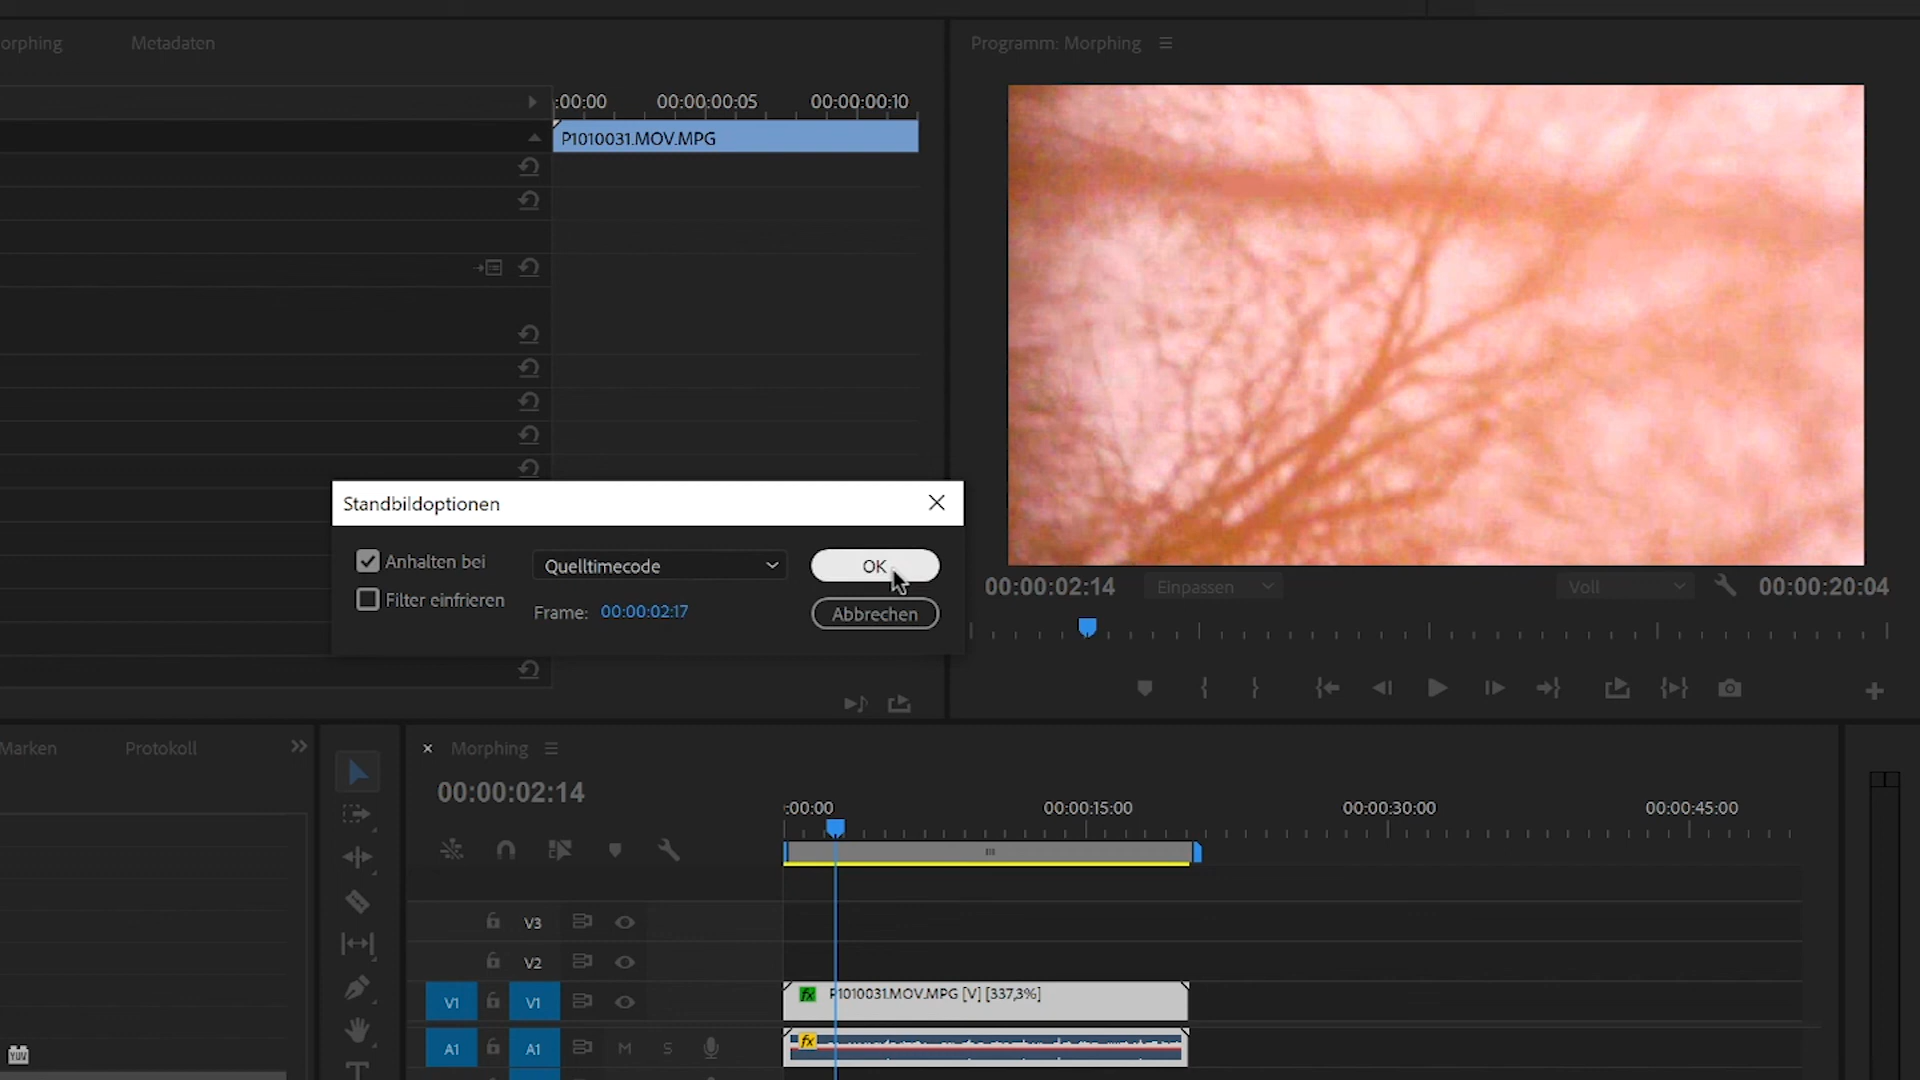 orphing
Metadaten
Programm: Morphing
:00:00
00:00:00:05
00:00:00:10
P1010031.MOV.MPG
Standbildoptionen
Anhalten bei
Quelltimecode
OK
Filter einfrieren
Frame: 00:00:02:17
Abbrechen
00:00:02:14
Einpassen
Voll
00:00:20:04
Marken
Protokoll
Morphing
00:00:02:14
:00:00
00:00:15:00
00:00:30:00
00:00:45:00
V3
V2
V1
V1
fx
P1010031.MOV.MPG [V] [337,3%]
A1
A1
M
S
fx
YUV